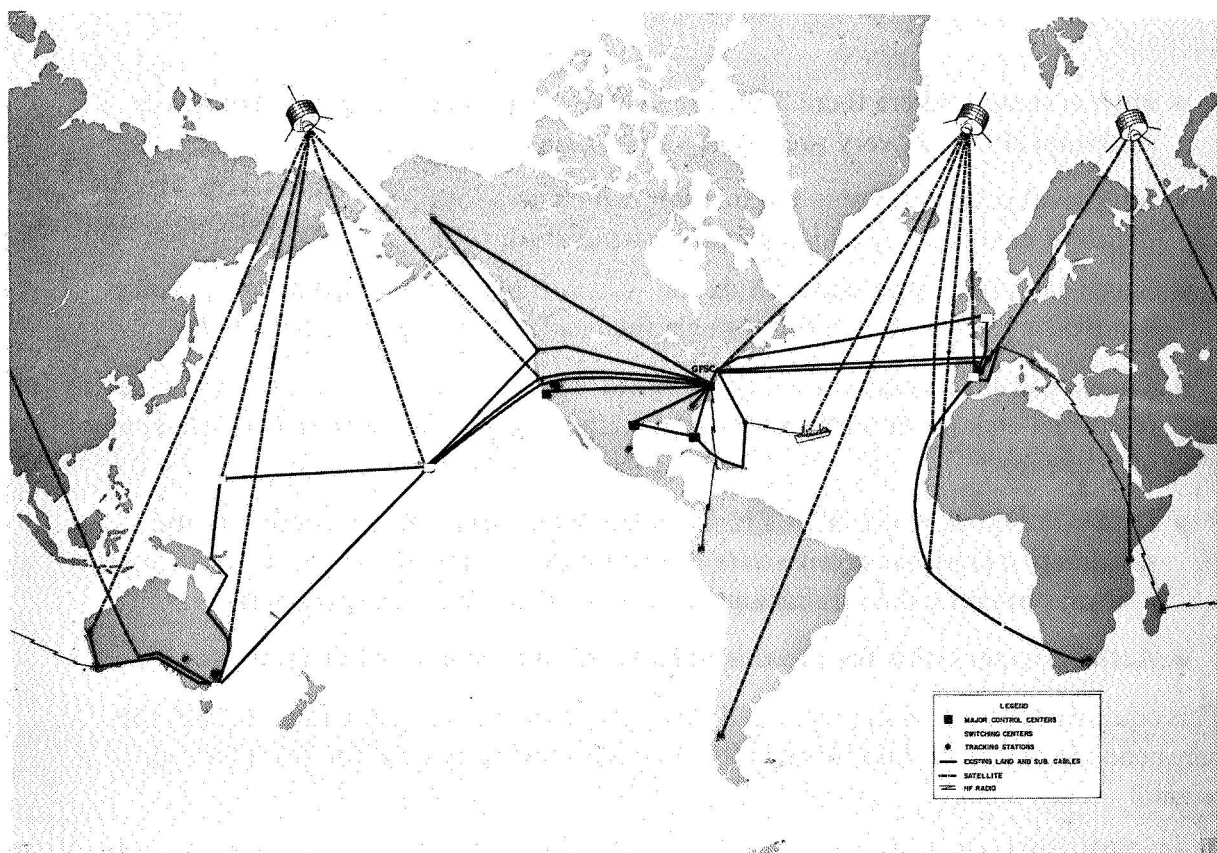 GFSC
LEGEND
MAJOR CONTROL CENTERS
SWITCHING CENTERS
TRACKING STATIONS
EXISTING LAND AND SUB. CABLES
SATELLITE
HF RADIO